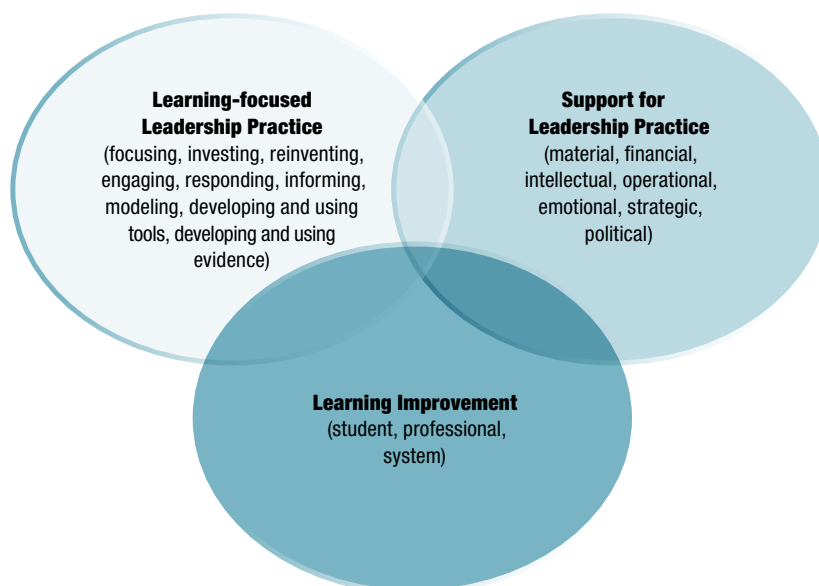 Learning-focused
Leadership Practice
(focusing, investing, reinventing,
engaging, responding, informing,
modeling, developing and using
tools, developing and using
evidence)
Support for
Leadership Practice
(material, financial,
intellectual, operational,
emotional, strategic,
political)
Learning Improvement
(student, professional,
system)